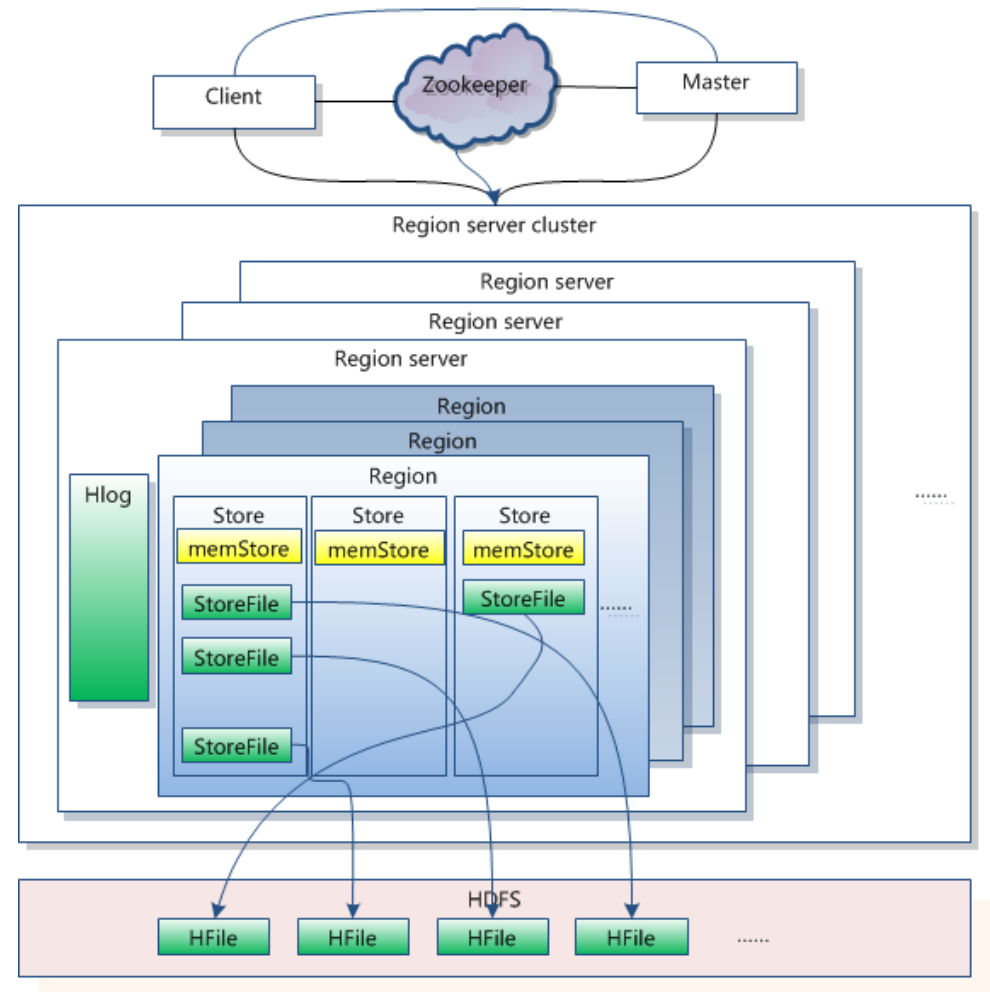 Client
Zookeeper
Master
Region server cluster
Region server
Region server
Region server
Region
Region
Region
Hlog
Store
Store
Store
memStore
memStore
memStore
StoreFile
StoreFile
......
StoreFile
StoreFile
......
HDFS
HFile
HFile
HFile
HFile
......